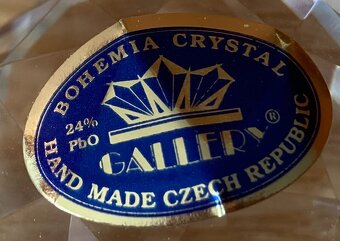 BOHEMIA CRYSTAL
24%
PbO
GALLERY®
HAND MADE CZECH REPUBLIC